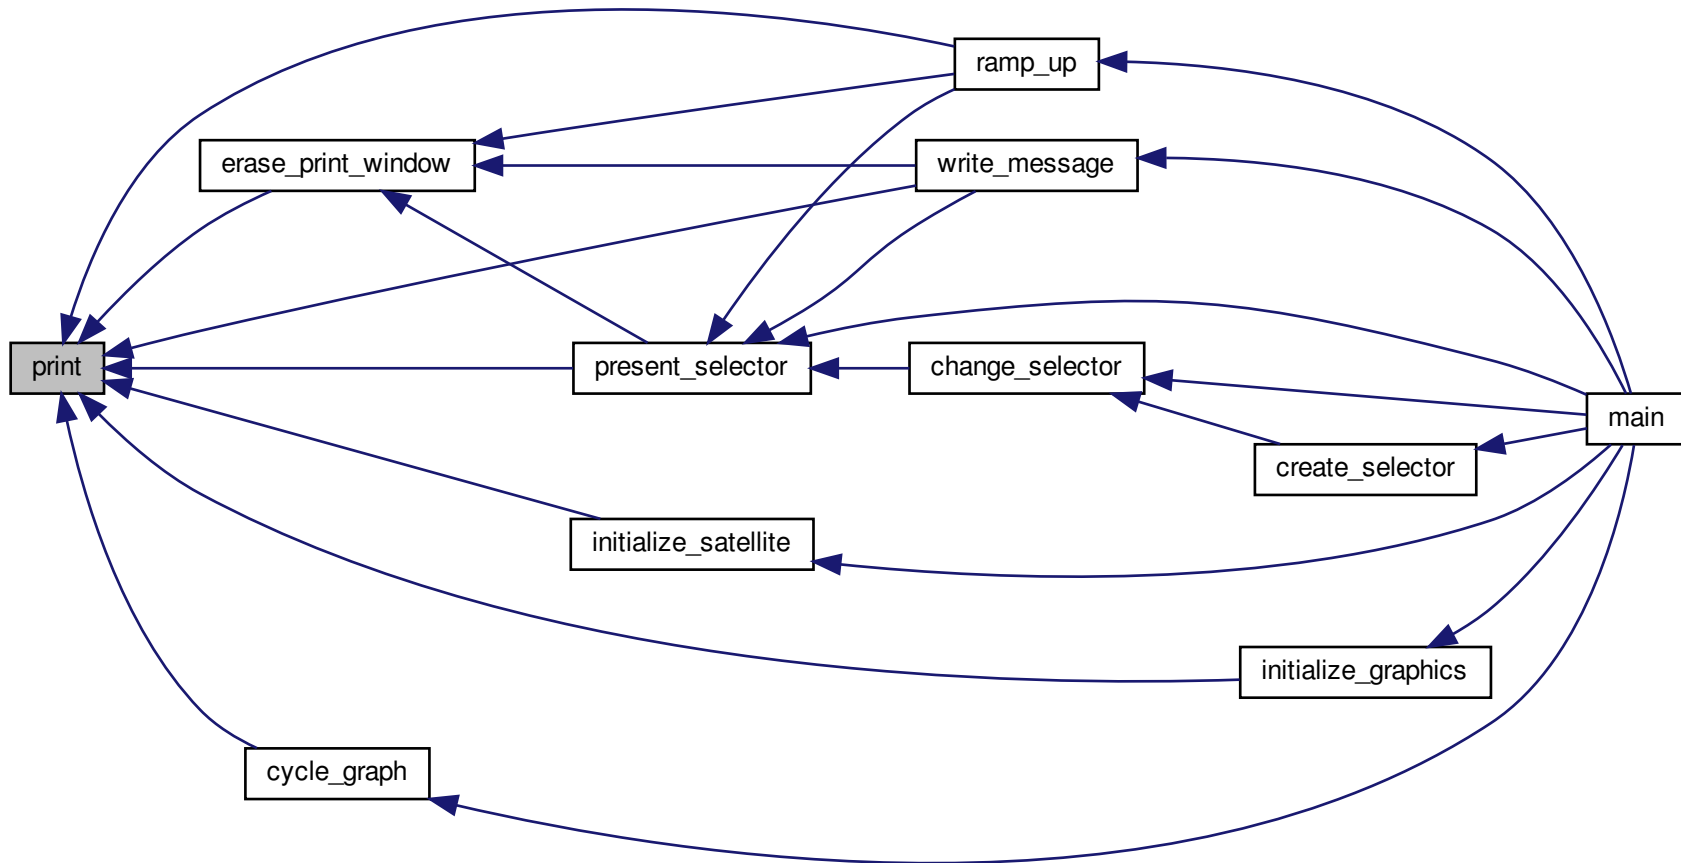 ramp_up
erase_print_window
write_message
print
present_selector
change_selector
main
create_selector
initialize_satellite
initialize_graphics
cycle_graph